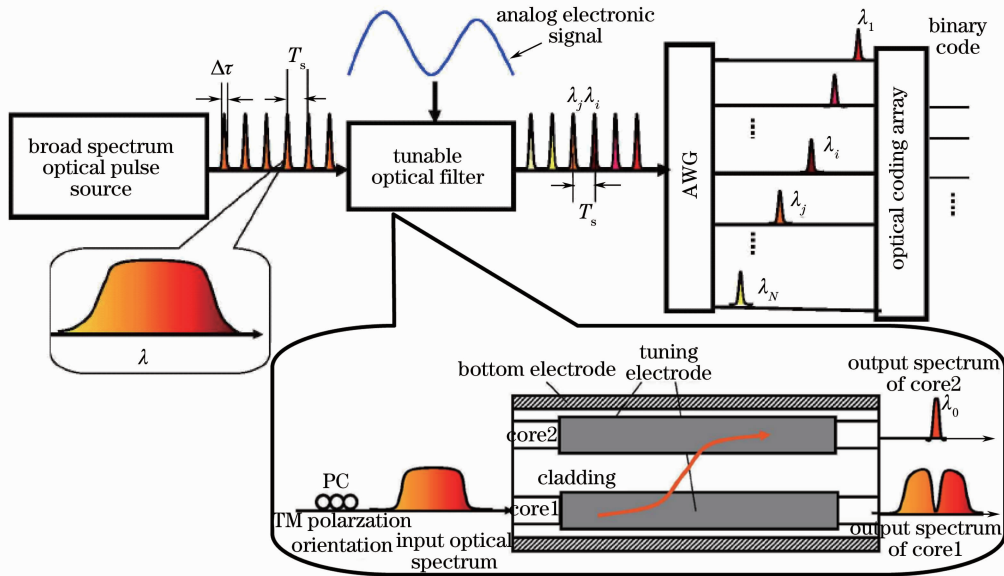 analog electronic
signal
Δτ
T_s
broad spectrum
optical pulse
source
tunable
optical filter
λ_jλ_i
T_s
AWG
λ_1
λ_i
λ_j
λ_N
optical coding array
binary
code
λ
bottom electrode
tuning
electrode
core2
cladding
core1
PC
TM polarzation
orientation
input optical
spectrum
output spectrum
of core2
λ_0
output spectrum
of core1